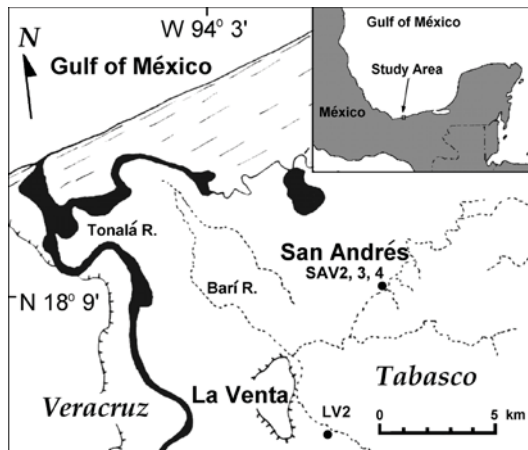 W 94° 3'
N
Gulf of México
Gulf of México
Study Area
México
Tonalá R.
San Andrés
SAV2, 3, 4
Barí R.
N 18° 9'
La Venta
Tabasco
Veracruz
LV2
0 5 km